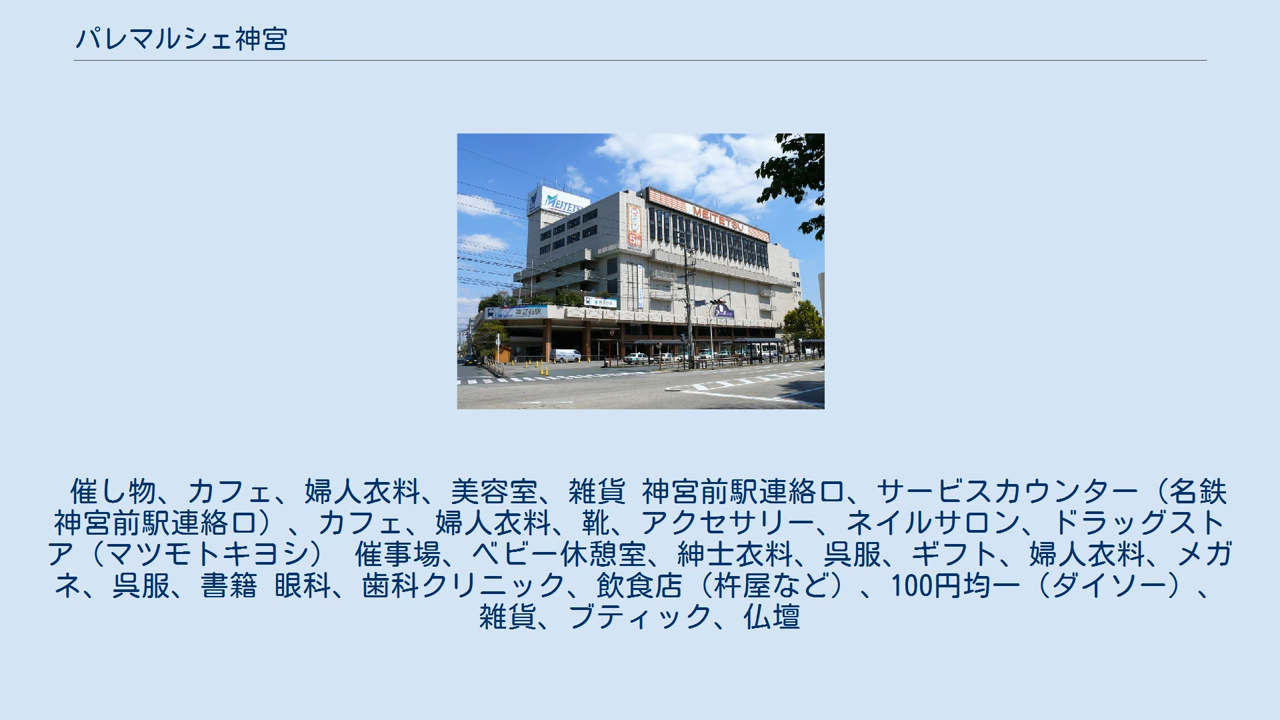 パレマルシェ神宮
MEITETSU
MEITETSU
神宮前駅
催し物、カフェ、婦人衣料、美容室、雑貨 神宮前駅連絡口、サービスカウンター（名鉄
神宮前駅連絡口）、カフェ、婦人衣料、靴、アクセサリー、ネイルサロン、ドラッグスト
ア（マツモトキヨシ） 催事場、ベビー休憩室、紳士衣料、呉服、ギフト、婦人衣料、メガ
ネ、呉服、書籍 眼科、歯科クリニック、飲食店（杵屋など）、100円均一（ダイソー）、
雑貨、ブティック、仏壇